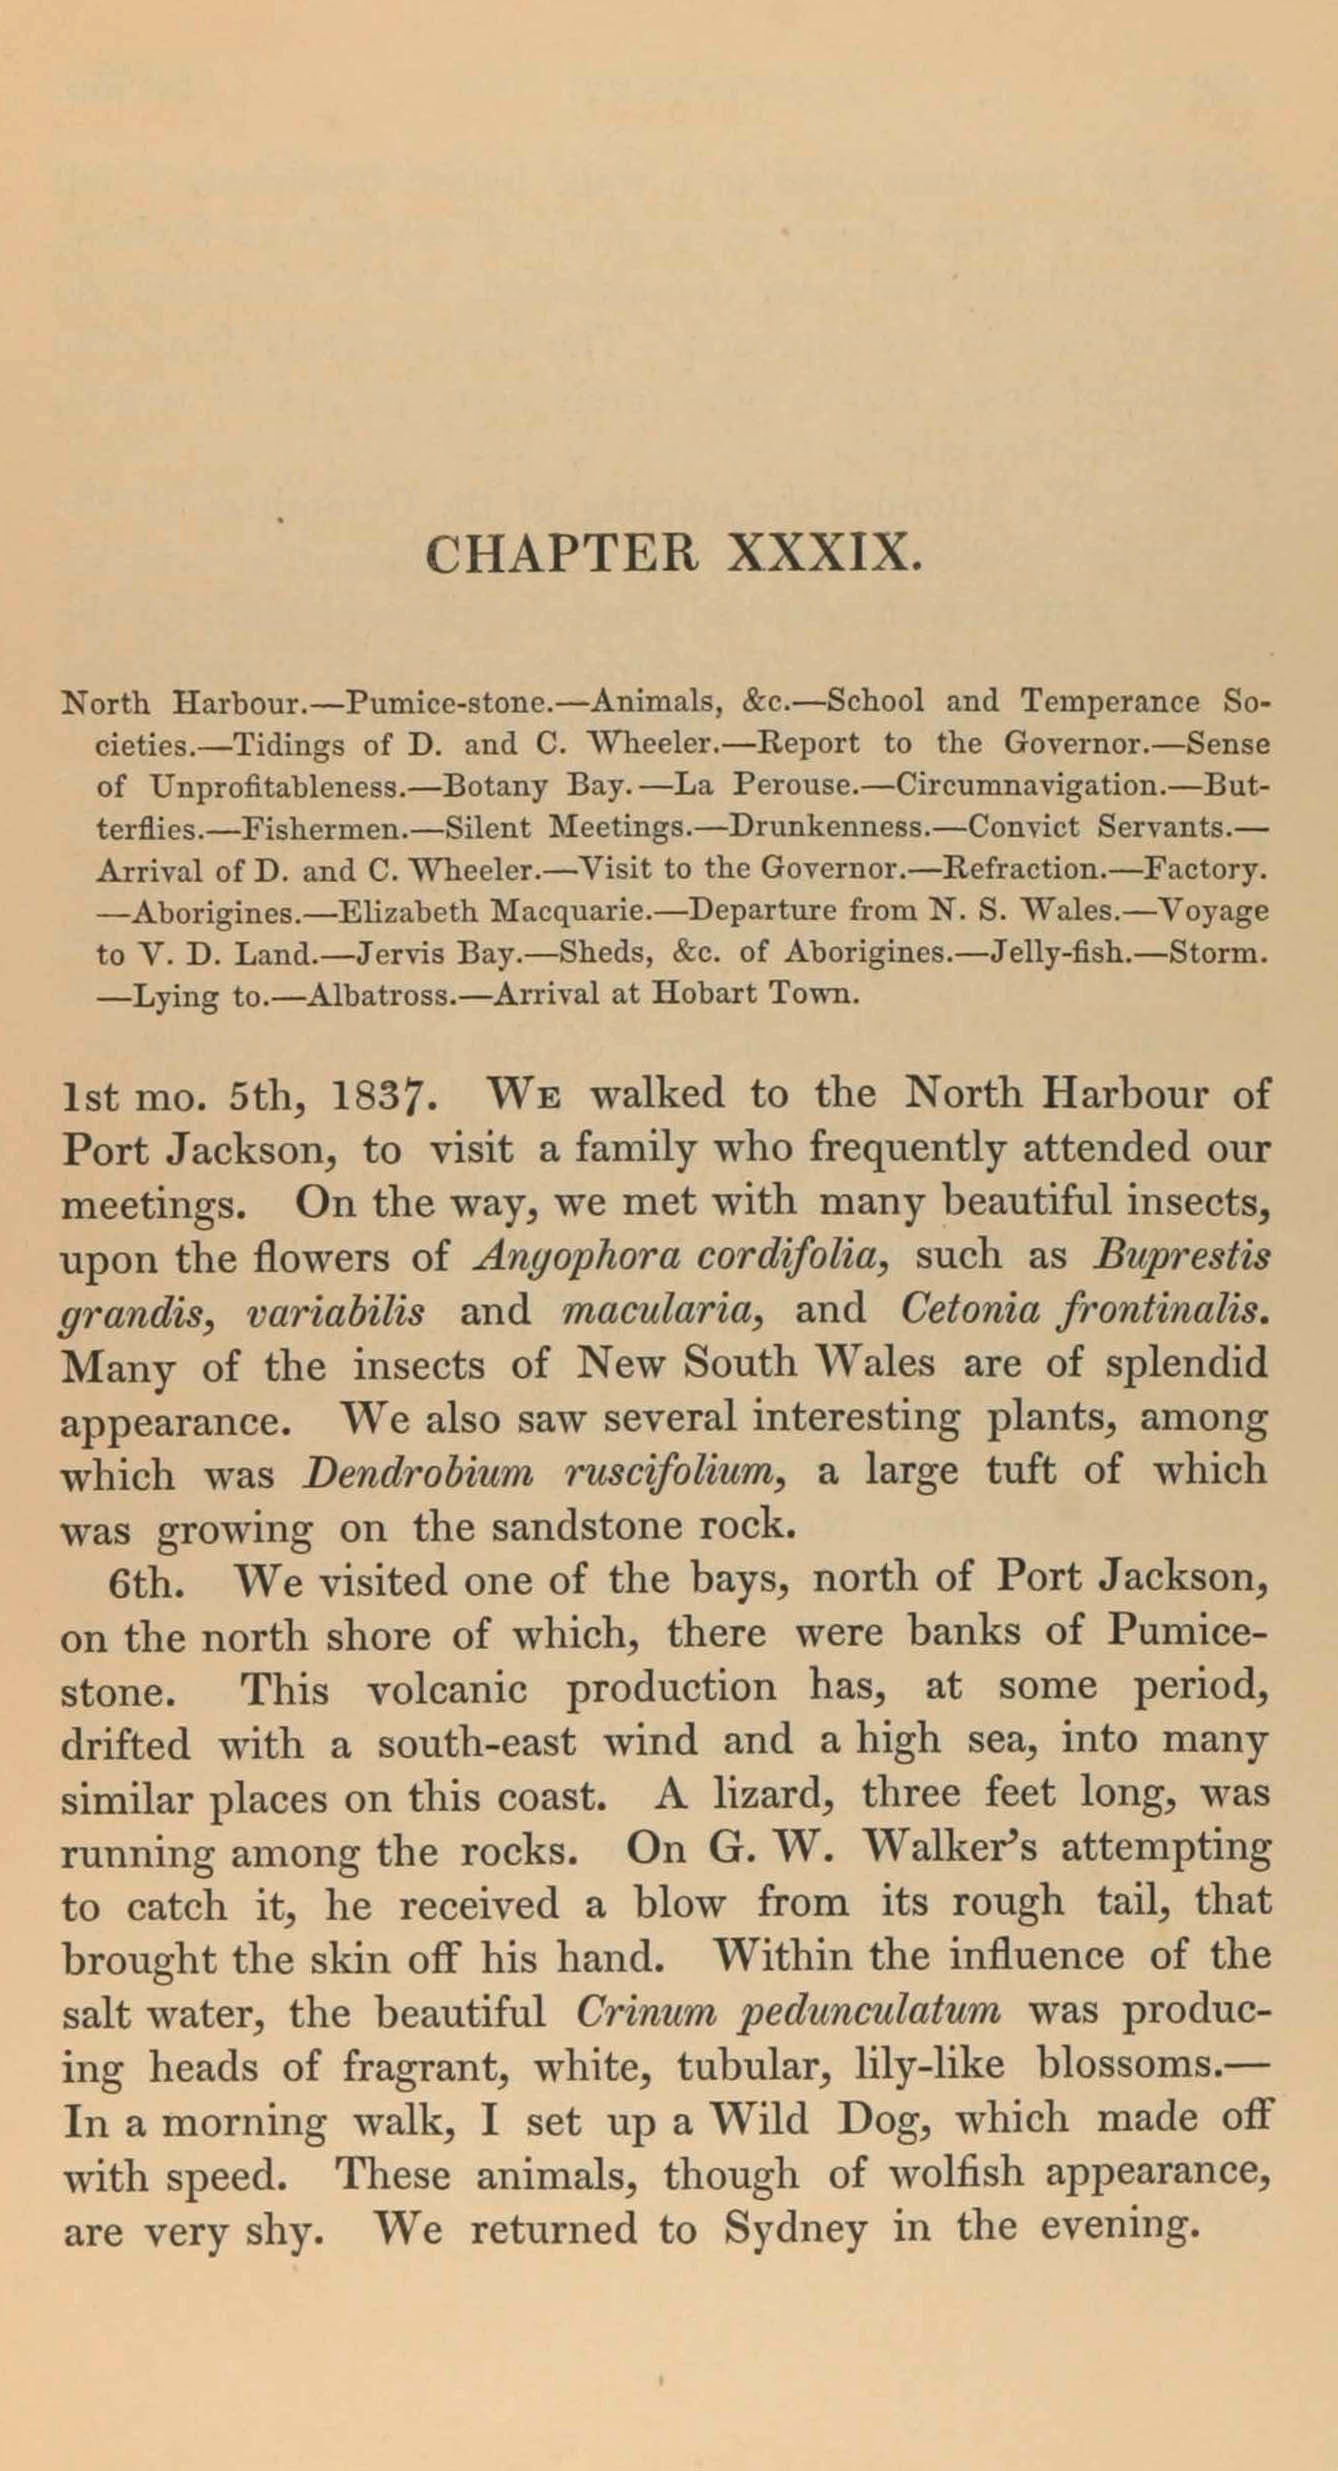 CHAPTER XXXIX.
North Harbour.—Pumice-stone.—Animals, &c.—School and Temperance So-
cieties.—Tidings of D. and C. Wheeler.—Report to the Governor.—Sense
of Unprofitableness.—Botany Bay.—La Perouse.—Circumnavigation.—But-
terflies.—Fishermen.—Silent Meetings.—Drunkenness.—Convict Servants.—
Arrival of D. and C. Wheeler.—Visit to the Governor.—Refraction.—Factory.
—Aborigines.—Elizabeth Macquarie.—Departure from N. S. Wales.—Voyage
to V. D. Land.—Jervis Bay.—Sheds, &c. of Aborigines.—Jelly-fish.—Storm.
—Lying to.—Albatross.—Arrival at Hobart Town.
1st mo. 5th, 1837. WE walked to the North Harbour of
Port Jackson, to visit a family who frequently attended our
meetings. On the way, we met with many beautiful insects,
upon the flowers of Angophora cordifolia, such as Buprestis
grandis, variabilis and macularia, and Cetonia frontinalis.
Many of the insects of New South Wales are of splendid
appearance. We also saw several interesting plants, among
which was Dendrobium ruscifolium, a large tuft of which
was growing on the sandstone rock.
6th. We visited one of the bays, north of Port Jackson,
on the north shore of which, there were banks of Pumice-
stone. This volcanic production has, at some period,
drifted with a south-east wind and a high sea, into many
similar places on this coast. A lizard, three feet long, was
running among the rocks. On G. W. Walker's attempting
to catch it, he received a blow from its rough tail, that
brought the skin off his hand. Within the influence of the
salt water, the beautiful Crinum pedunculatum was produc-
ing heads of fragrant, white, tubular, lily-like blossoms.—
In a morning walk, I set up a Wild Dog, which made off
with speed. These animals, though of wolfish appearance,
are very shy. We returned to Sydney in the evening.